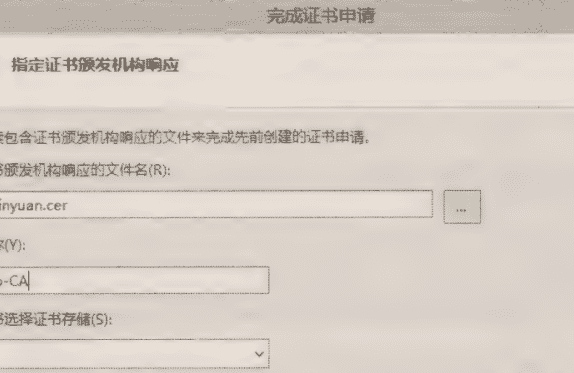 完成证书申请
指定证书颁发机构响应
包含证书颁发机构响应的文件来完成先前创建的证书申请。
颁发机构响应的文件名(R):
inyuan.cer
...
(Y):
-CA
选择证书存储(S):